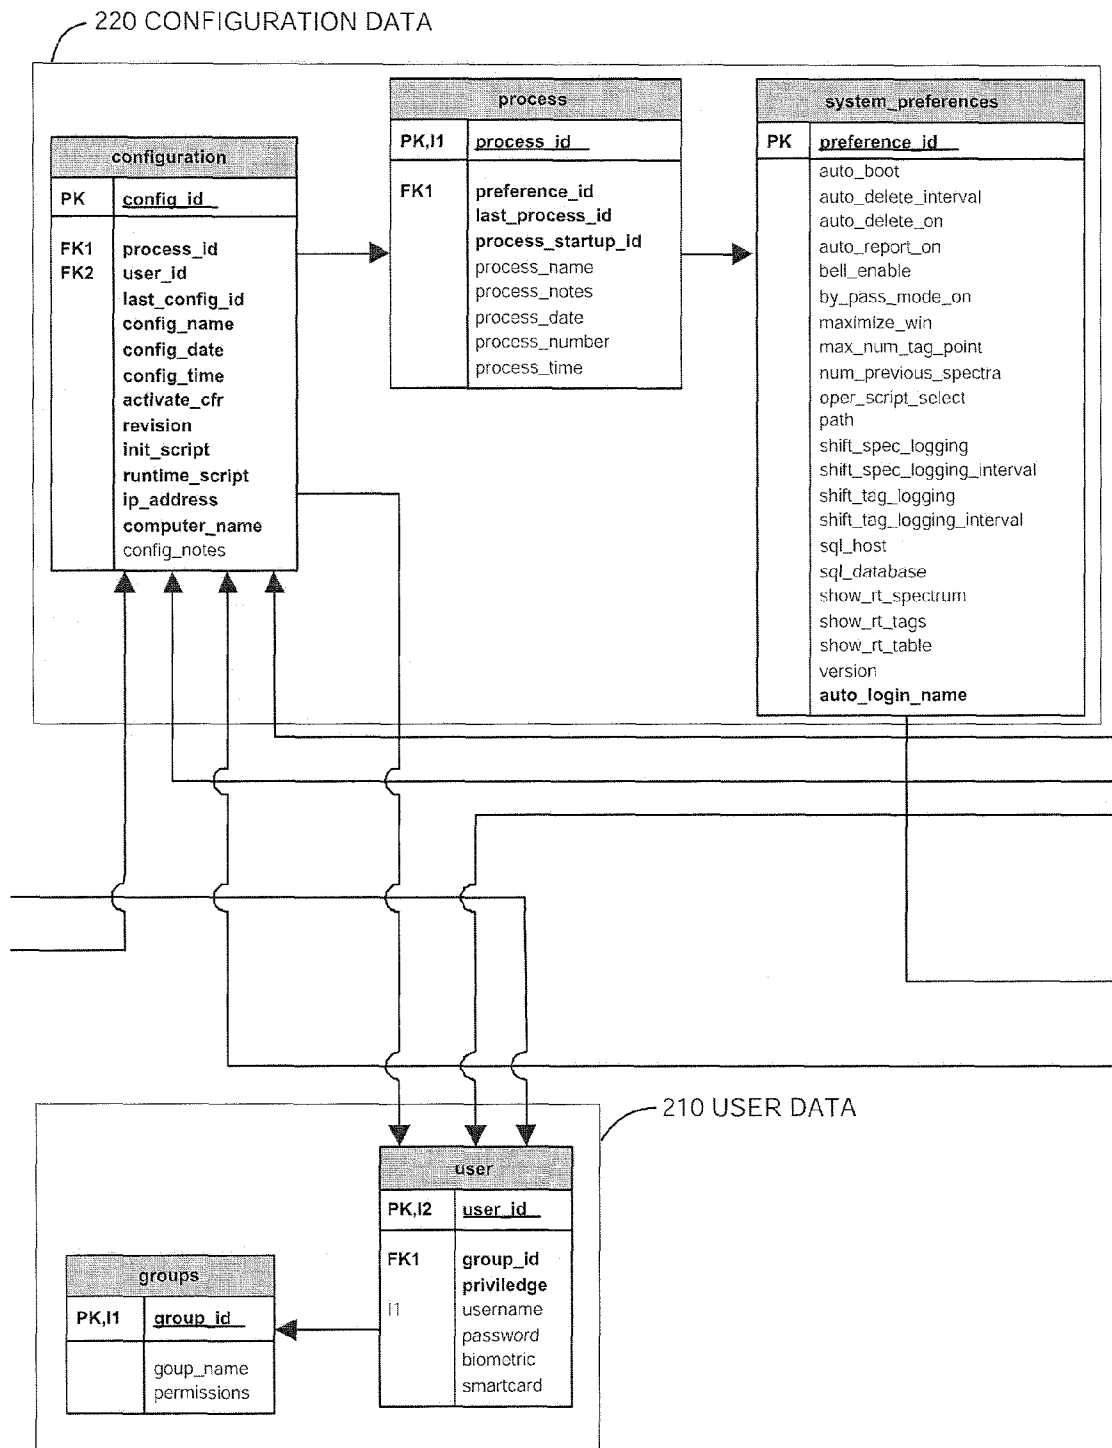 220 CONFIGURATION DATA
configuration
PK config_id
FK1 process_id
FK2 user_id
last_config_id
config_name
config_date
config_time
activate_cfr
revision
init_script
runtime_script
ip_address
computer_name
config_notes
process
PK,I1 process_id
FK1 preference_id
last_process_id
process_startup_id
process_name
process_notes
process_date
process_number
process_time
system_preferences
PK preference_id
auto_boot
auto_delete_interval
auto_delete_on
auto_report_on
bell_enable
by_pass_mode_on
maximize_win
max_num_tag_point
num_previous_spectra
oper_script_select
path
shift_spec_logging
shift_spec_logging_interval
shift_tag_logging
shift_tag_logging_interval
sql_host
sql_database
show_rt_spectrum
show_rt_tags
show_rt_table
version
auto_login_name
210 USER DATA
user
PK,I2 user_id
FK1 group_id
priviledge
I1 username
password
biometric
smartcard
groups
PK,I1 group_id
goup_name
permissions